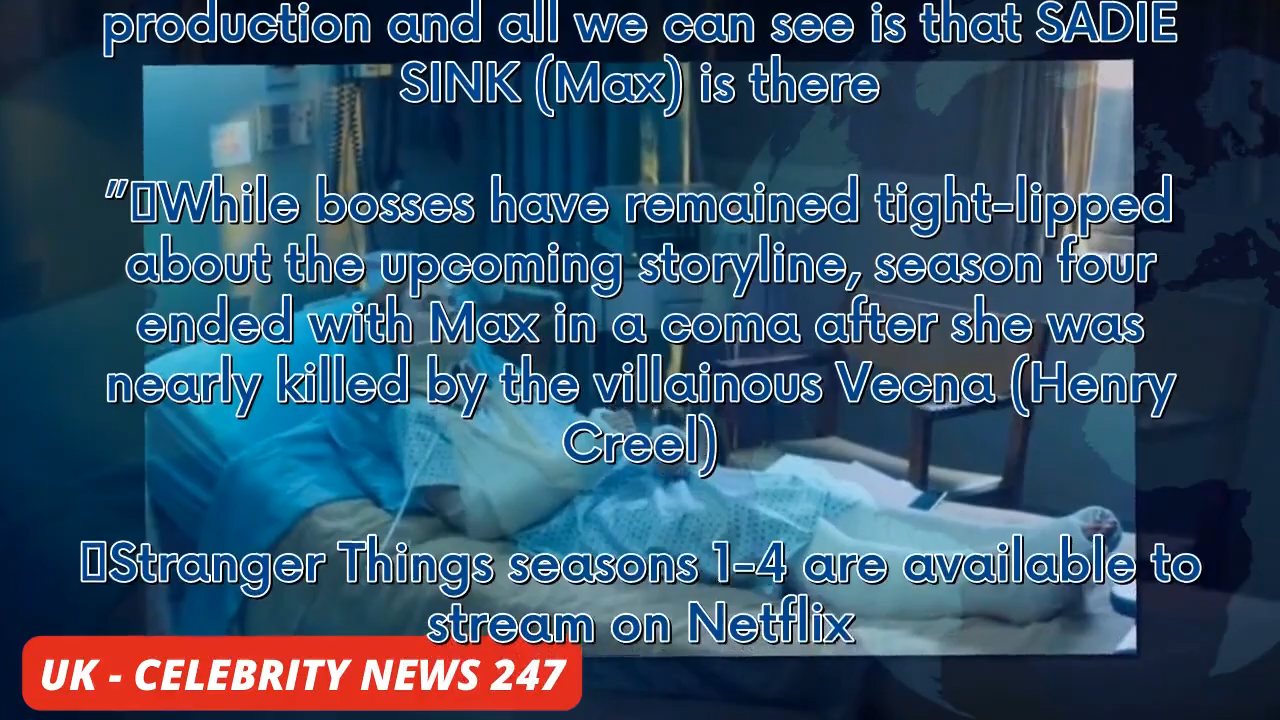 production and all we can see is that SADIE
SINK (Max) is there
"▯While bosses have remained tight-lipped
about the upcoming storyline, season four
ended with Max in a coma after she was
nearly killed by the villainous Vecna (Henry
Creel)
▯Stranger Things seasons 1-4 are available to
stream on Netflix
UK - CELEBRITY NEWS 247